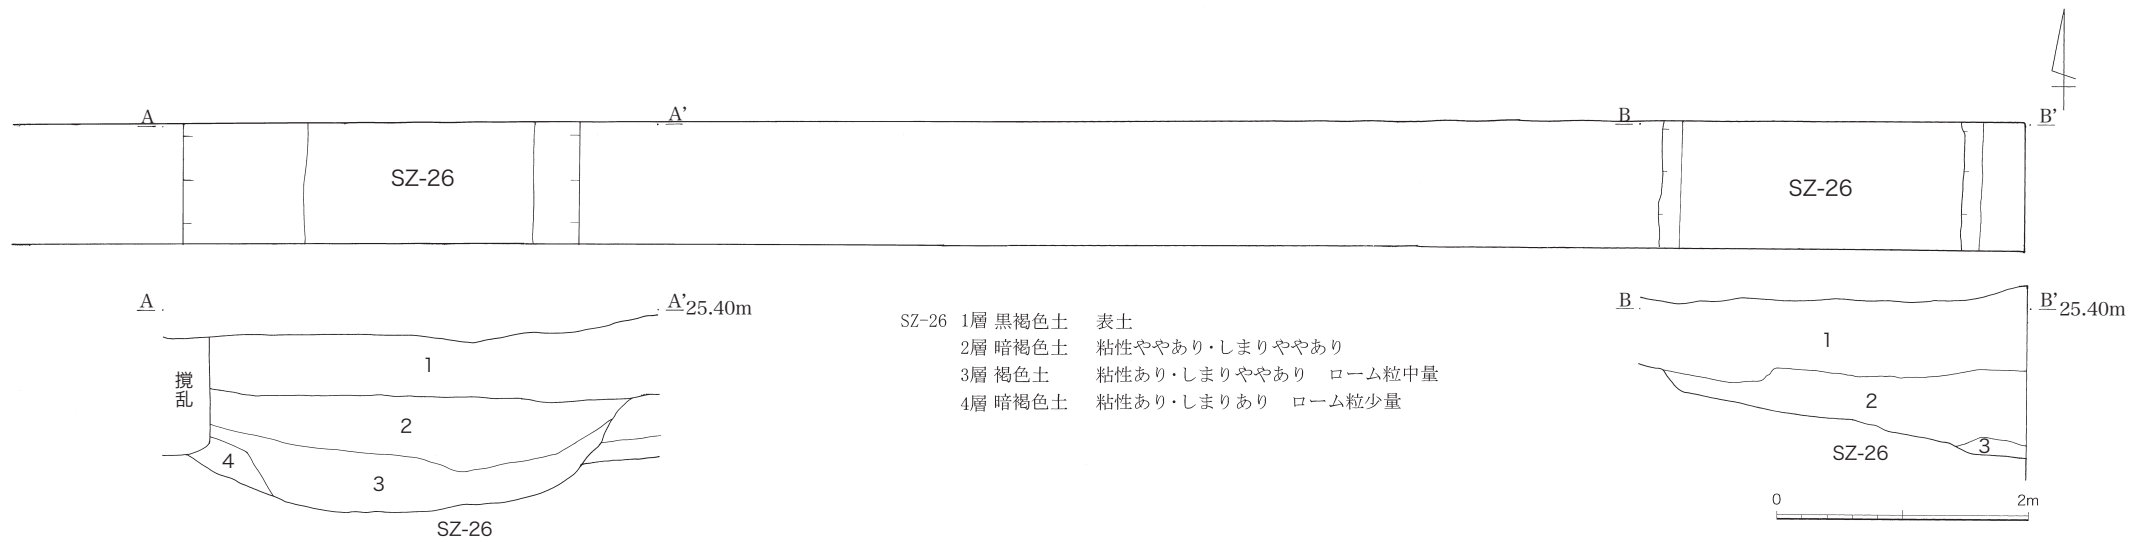 A
A’
B
B’
SZ-26
SZ-26
A
A’25.40m
B
B’25.40m
撹乱
1
2
3
4
SZ-26
SZ-26 1層 黒褐色土 表土
2層 暗褐色土 粘性ややあり・しまりややあり
3層 褐色土 粘性あり・しまりややあり ローム粒中量
4層 暗褐色土 粘性あり・しまりあり ローム粒少量
1
2
3
SZ-26
0 2m